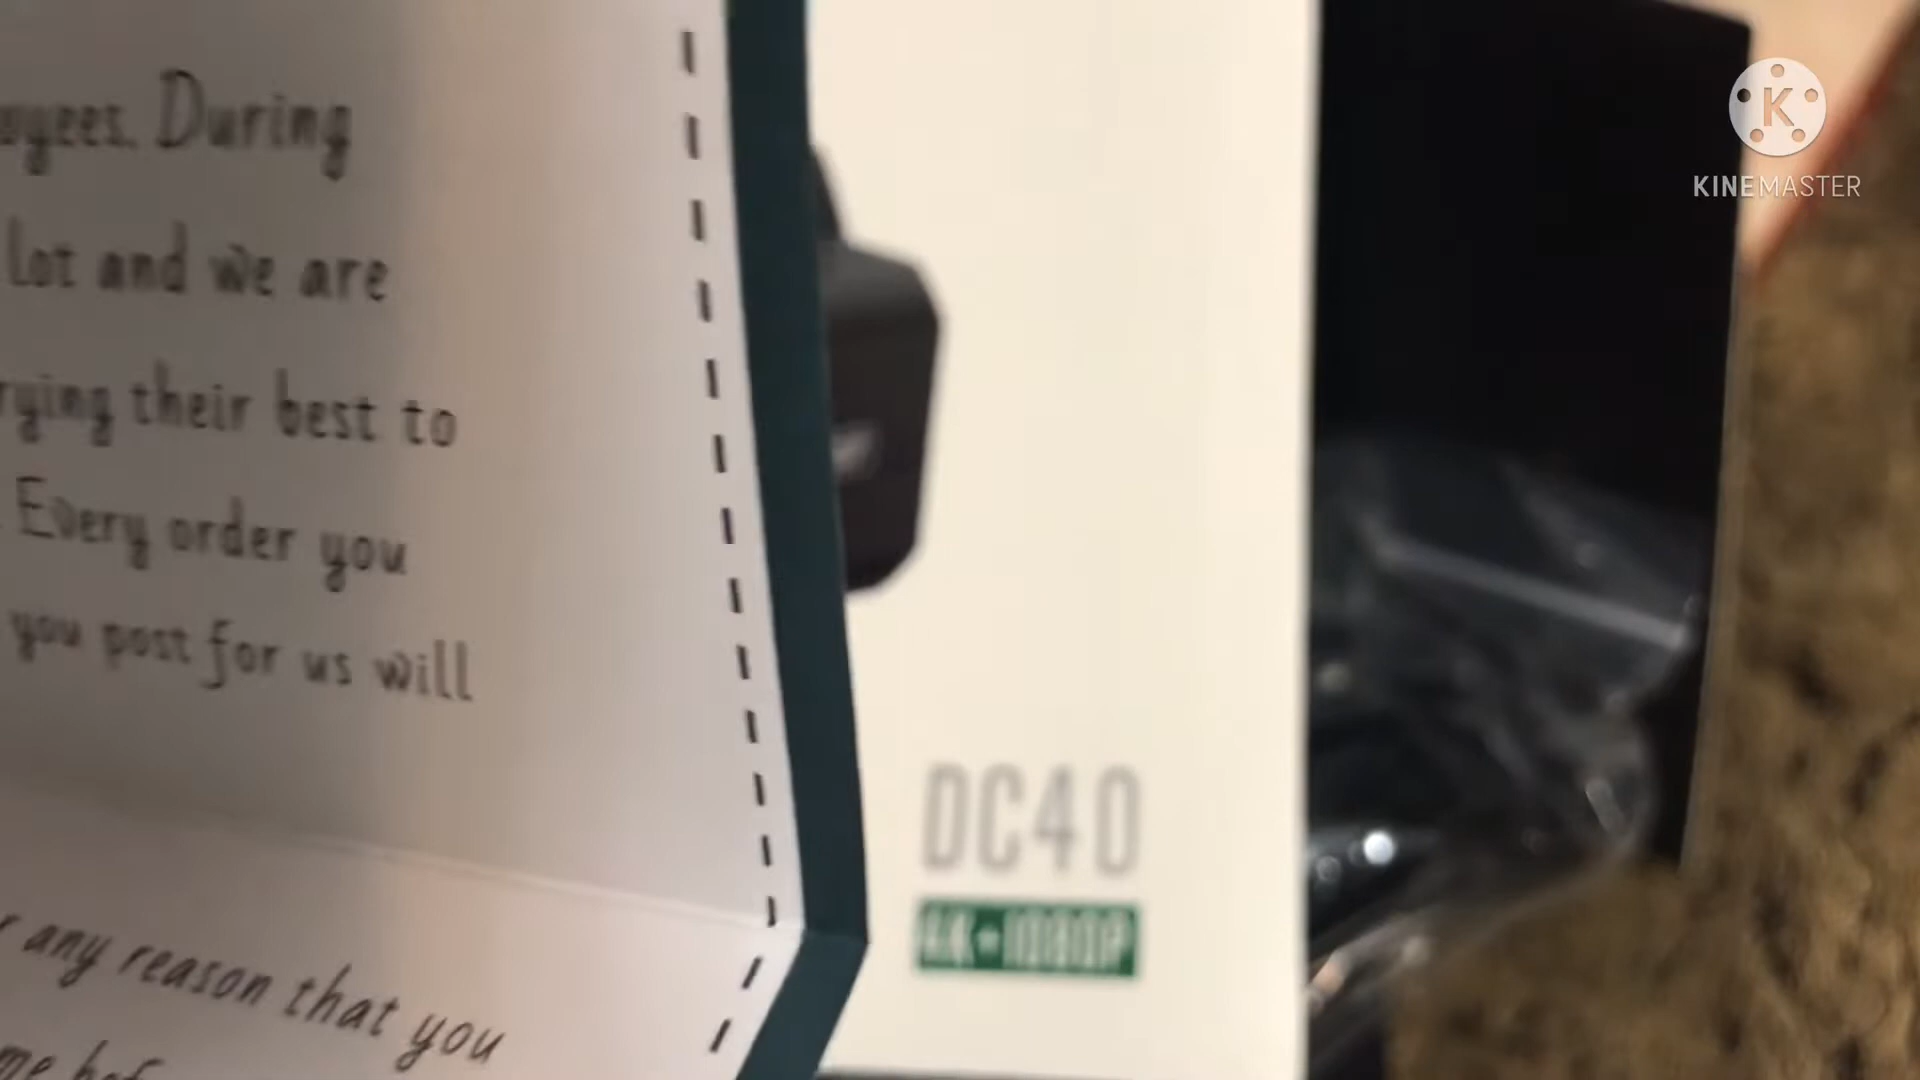 During
lot and we are
their best to
Every order you
you post for us will
any reason that you
DC40
4K+1080P
KINEMASTER